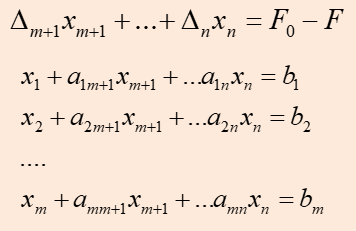 Δₘ₊₁xₘ₊₁ + ... + Δₙxₙ = F₀ − F
x₁ + a₁ₘ₊₁xₘ₊₁ + ...a₁ₙxₙ = b₁
x₂ + a₂ₘ₊₁xₘ₊₁ + ...a₂ₙxₙ = b₂
....
xₘ + aₘₘ₊₁xₘ₊₁ + ...aₘₙxₙ = bₘ